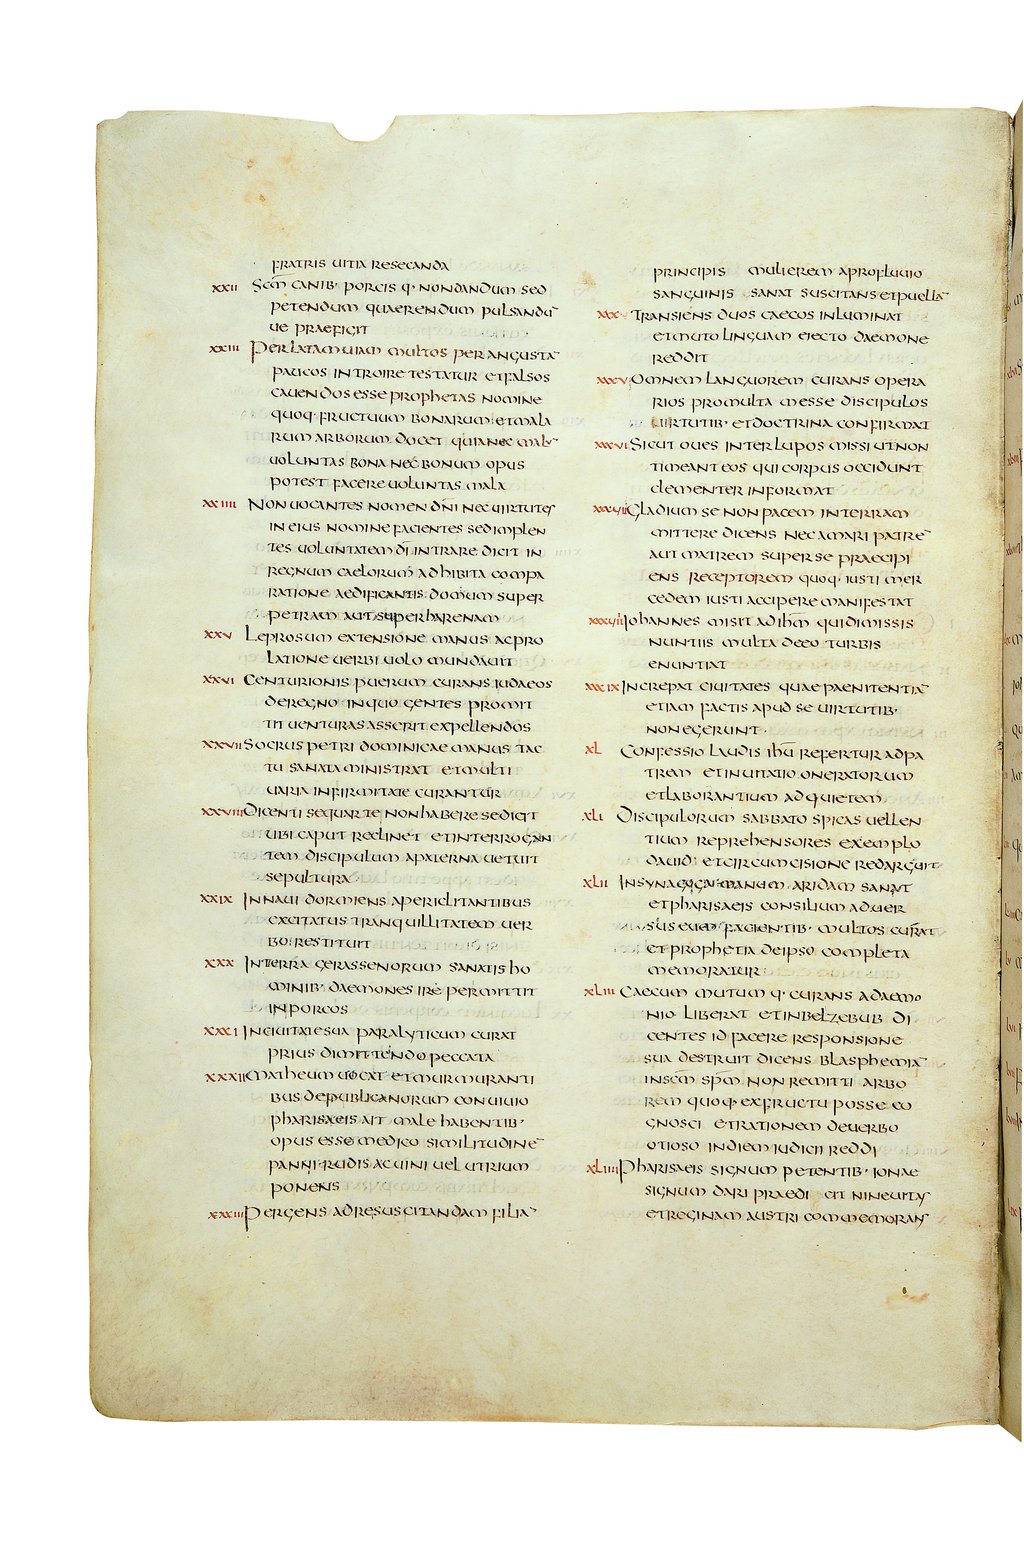 FRATRIS UITIA RESECANDA
XXII SCM CANIB· PORCIS Q· NON DANDUM SED
PETENDUM QUAERENDUM PULSANDŪ
UE PRAEFIGIT
XXIII PER LATAM UIAM MULTOS PER ANGUSTĀ
PAUCOS INTROIRE TESTATUR ET FALSOS
CAUENDOS ESSE PROPHETAS NOMINE
QUOQ· FRUCTUUM BONARUM ET MALA
RUM ARBORUM DOCET QUIA NEC MALV̄
UOLUNTAS BONA NEC BONUM OPUS
POTEST FACERE UOLUNTAS MALA
XXIIII NON UOCANTES NOMEN DN̄I NEC UIRTUTES
IN EIUS NOMINE FACIENTES SED IMPLEN
TES UOLUNTATEM DĪ INTRARE DICIT IN
REGNUM CAELORUM ADHIBITA COMPA
RATIONE AEDIFICANTIS DOMUM SUPER
PETRAM AUT SUPER HARENAM
XXV LEPROSUM EXTENSIONE MANUS AC PRO
LATIONE UERBI UOLO MUNDAUIT
XXVI CENTURIONIS PUERUM CURANS IUDAEOS
DE REGNO IN QUO GENTES PROMIT
TIT UENTURAS ASSERIT EXPELLENDOS
XXVII SOCRUS PETRI DOMINICAE MANUS TAC
TU SANATA MINISTRAT ET MULTI
UARIA INFIRMITATE CURANTUR
XXVIII DICENTI SEQUAR TE NON HABERE SE DICIT
UBI CAPUT RECLINET ET INTERROGAN
TEM DISCIPULUM A PATERNA UETUIT
SEPULTURA
XXIX IN NAUI DORMIENS A PERICLITANTIBUS
EXCITATUS TRANQUILLITATEM UER
BO RESTITUIT
XXX IN TERRA GERASSENORUM SANATIS HO
MINIB· DAEMONES IRE PERMITTIT
IN PORCOS
XXXI IN CIUITATE SUA PARALYTICUM CURAT
PRIUS DIMITTENDO PECCATA
XXXII MATHEUM UOCAT ET MURMURANTI
BUS DE PUBLICANORUM CONUIUIO
PHARISAEIS AIT MALE HABENTIB·
OPUS ESSE MEDICO SIMILITUDINĒ
PANNI RUDIS AC UINI UEL UTRIUM
PONENS
XXXIII PERGENS AD RESUSCITANDAM FILIĀ
PRINCIPIS MULIEREM A PROFLUUIO
SANGUINIS SANAT SUSCITANS ET PUELLĀ
TRANSIENS DUOS CAECOS INLUMINAT
ET MUTO LINGUAM EIECTO DAEMONE
REDDIT
XXXV OMNEM LANGUOREM CURANS OPERA
RIOS PRO MULTA MESSE DISCIPULOS
UIRTUTIB· ET DOCTRINA CONFIRMAT
XXXVI SICUT OUES INTER LUPOS MISSI UT NON
TIMEANT EOS QUI CORPUS OCCIDUNT
CLEMENTER INFORMAT
XXXVII GLADIUM SE NON PACEM IN TERRAM
MITTERE DICENS NEC AMARI PATRĒ
AUT MATREM SUPER SE PRAECIPI
ENS RECEPTOREM QUOQ· IUSTI MER
CEDEM IUSTI ACCIPERE MANIFESTAT
XXXVIII IOHANNES MISIT AD IHM QUI DIMISSIS
NUNTIIS MULTA DE EO TURBIS
ENUNTIAT
XXXIX INCREPAT CIUITATES QUAE PAENITENTIĀ
ETIAM FACTIS APUD SE UIRTUTIB·
NON EGERUNT·
XL CONFESSIO LAUDIS IHŪ REFERTUR AD PA
TREM ET INUITATIO ONERATORUM
ET LABORANTIUM AD QUIETEM
XLI DISCIPULORUM SABBATO SPICAS UELLEN
TIUM REPREHENSORES EXEMPLO
DAUID ET CIRCUMCISIONE REDARGUIT
XLII IN SYNAGOGA MANUM ARIDAM SANAT
ET PHARISAEIS CONSILIUM ADUER
SUS EUM FACIENTIB· MULTOS CURAT
ET PROPHETIA DE IPSO COMPLETA
MEMORATUR
XLIII CAECUM MUTUM Q· CURANS A DAEMO
NIO LIBERAT ET IN BELZEBUB DI
CENTES ID FACERE RESPONSIONE
SUA DESTRUIT DICENS BLASPHEMIĀ
IN SCM SPM NON REMITTI ARBO
REM QUOQ· EX FRUCTU POSSE CO
GNOSCI ET RATIONEM DE UERBO
OTIOSO IN DIEM IUDICII REDDI
XLIIII PHARISAEIS SIGNUM PETENTIB· IONAE
SIGNUM DARI PRAEDICIT NINEUITAS
ET REGINAM AUSTRI COMMEMORANS